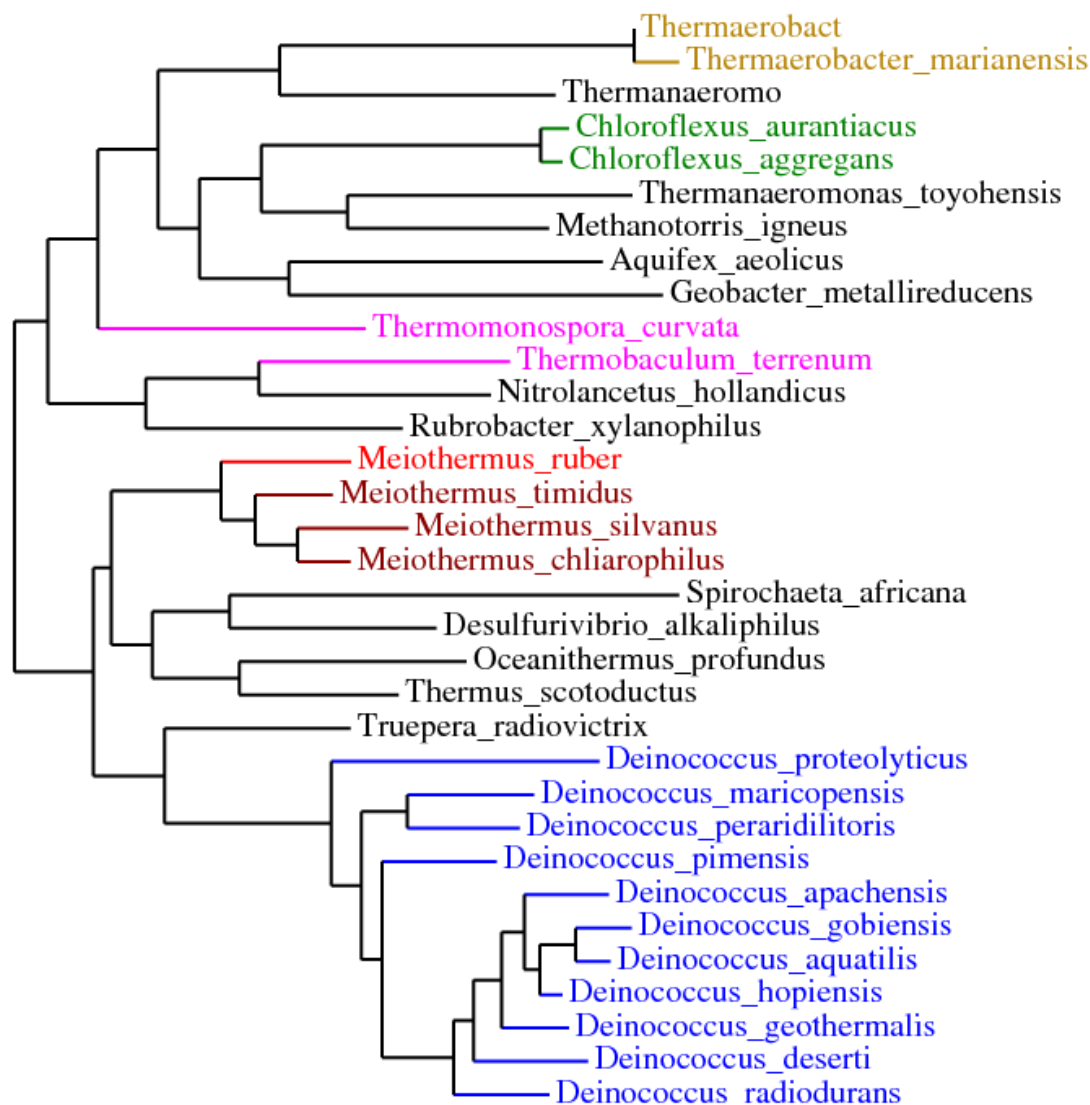 Thermaerobact
Thermaerobacter_marianensis
Thermanaeromo
Chloroflexus_aurantiacus
Chloroflexus_aggregans
Thermanaeromonas_toyohensis
Methanotorris_igneus
Aquifex_aeolicus
Geobacter_metallireducens
Thermomonospora_curvata
Thermobaculum_terrenum
Nitrolancetus_hollandicus
Rubrobacter_xylanophilus
Meiothermus_ruber
Meiothermus_timidus
Meiothermus_silvanus
Meiothermus_chliarophilus
Spirochaeta_africana
Desulfurivibrio_alkaliphilus
Oceanithermus_profundus
Thermus_scotoductus
Truepera_radiovictrix
Deinococcus_proteolyticus
Deinococcus_maricopensis
Deinococcus_peraridilitoris
Deinococcus_pimensis
Deinococcus_apachensis
Deinococcus_gobiensis
Deinococcus_aquatilis
Deinococcus_hopiensis
Deinococcus_geothermalis
Deinococcus_deserti
Deinococcus_radiodurans